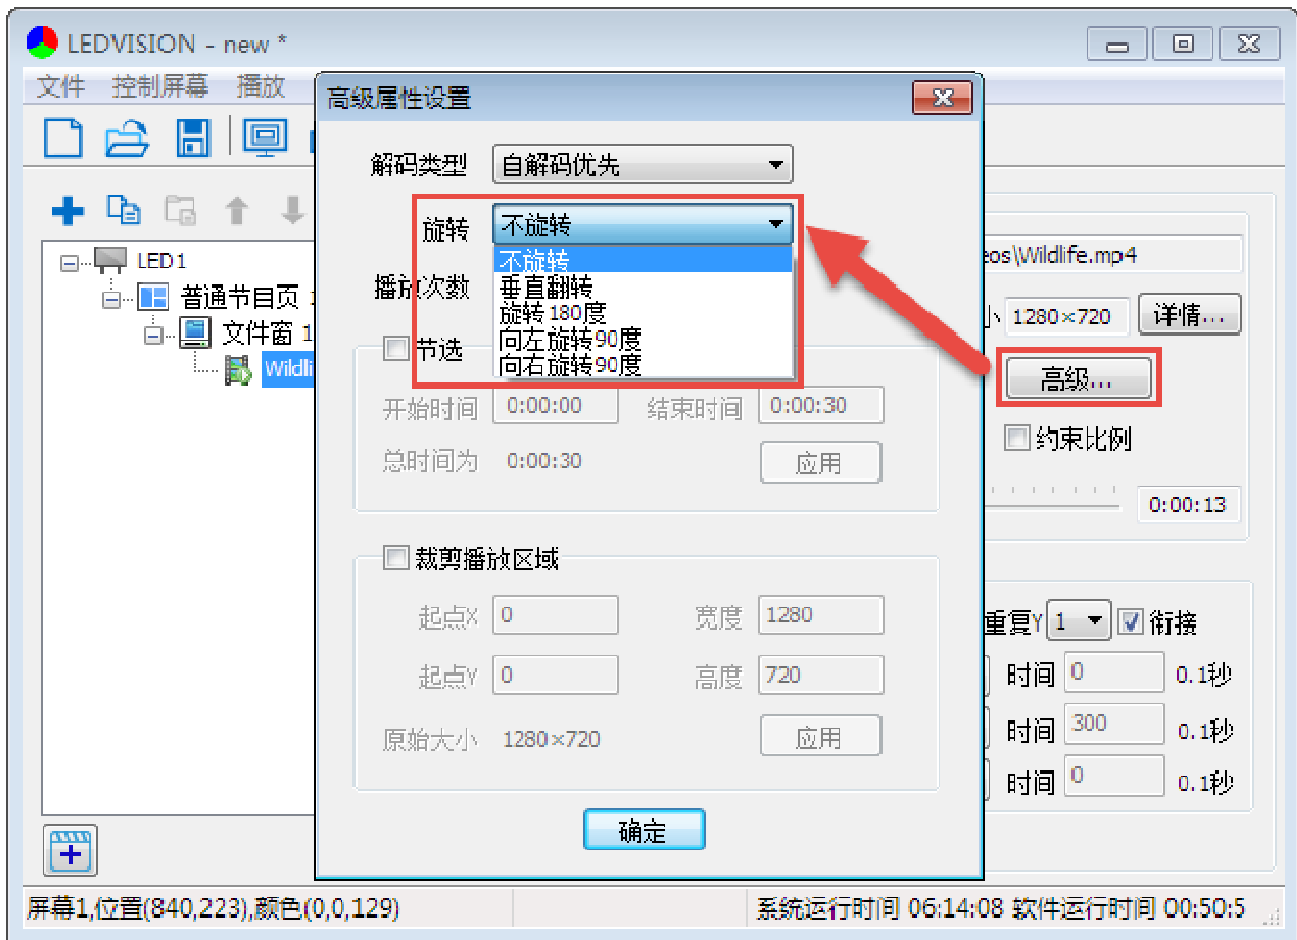 LEDVISION - new *
文件 控制屏幕 播放
高级属性设置
解码类型 自解码优先
旋转 不旋转
不旋转
垂直翻转
旋转180度
向左旋转90度
向右旋转90度
播放次数
节选
开始时间 0:00:00 结束时间 0:00:30
总时间为 0:00:30 应用
裁剪播放区域
起点X 0 宽度 1280
起点Y 0 高度 720
原始大小 1280×720 应用
确定
LED1
普通节目页
文件窗 1
Wildli
eos\Wildlife.mp4
1280×720 详情...
高级...
约束比例
0:00:13
重复Y 1 衔接
时间 0 0.1秒
时间 300 0.1秒
时间 0 0.1秒
屏幕1,位置(840,223),颜色(0,0,129)
系统运行时间 06:14:08 软件运行时间 00:50:5